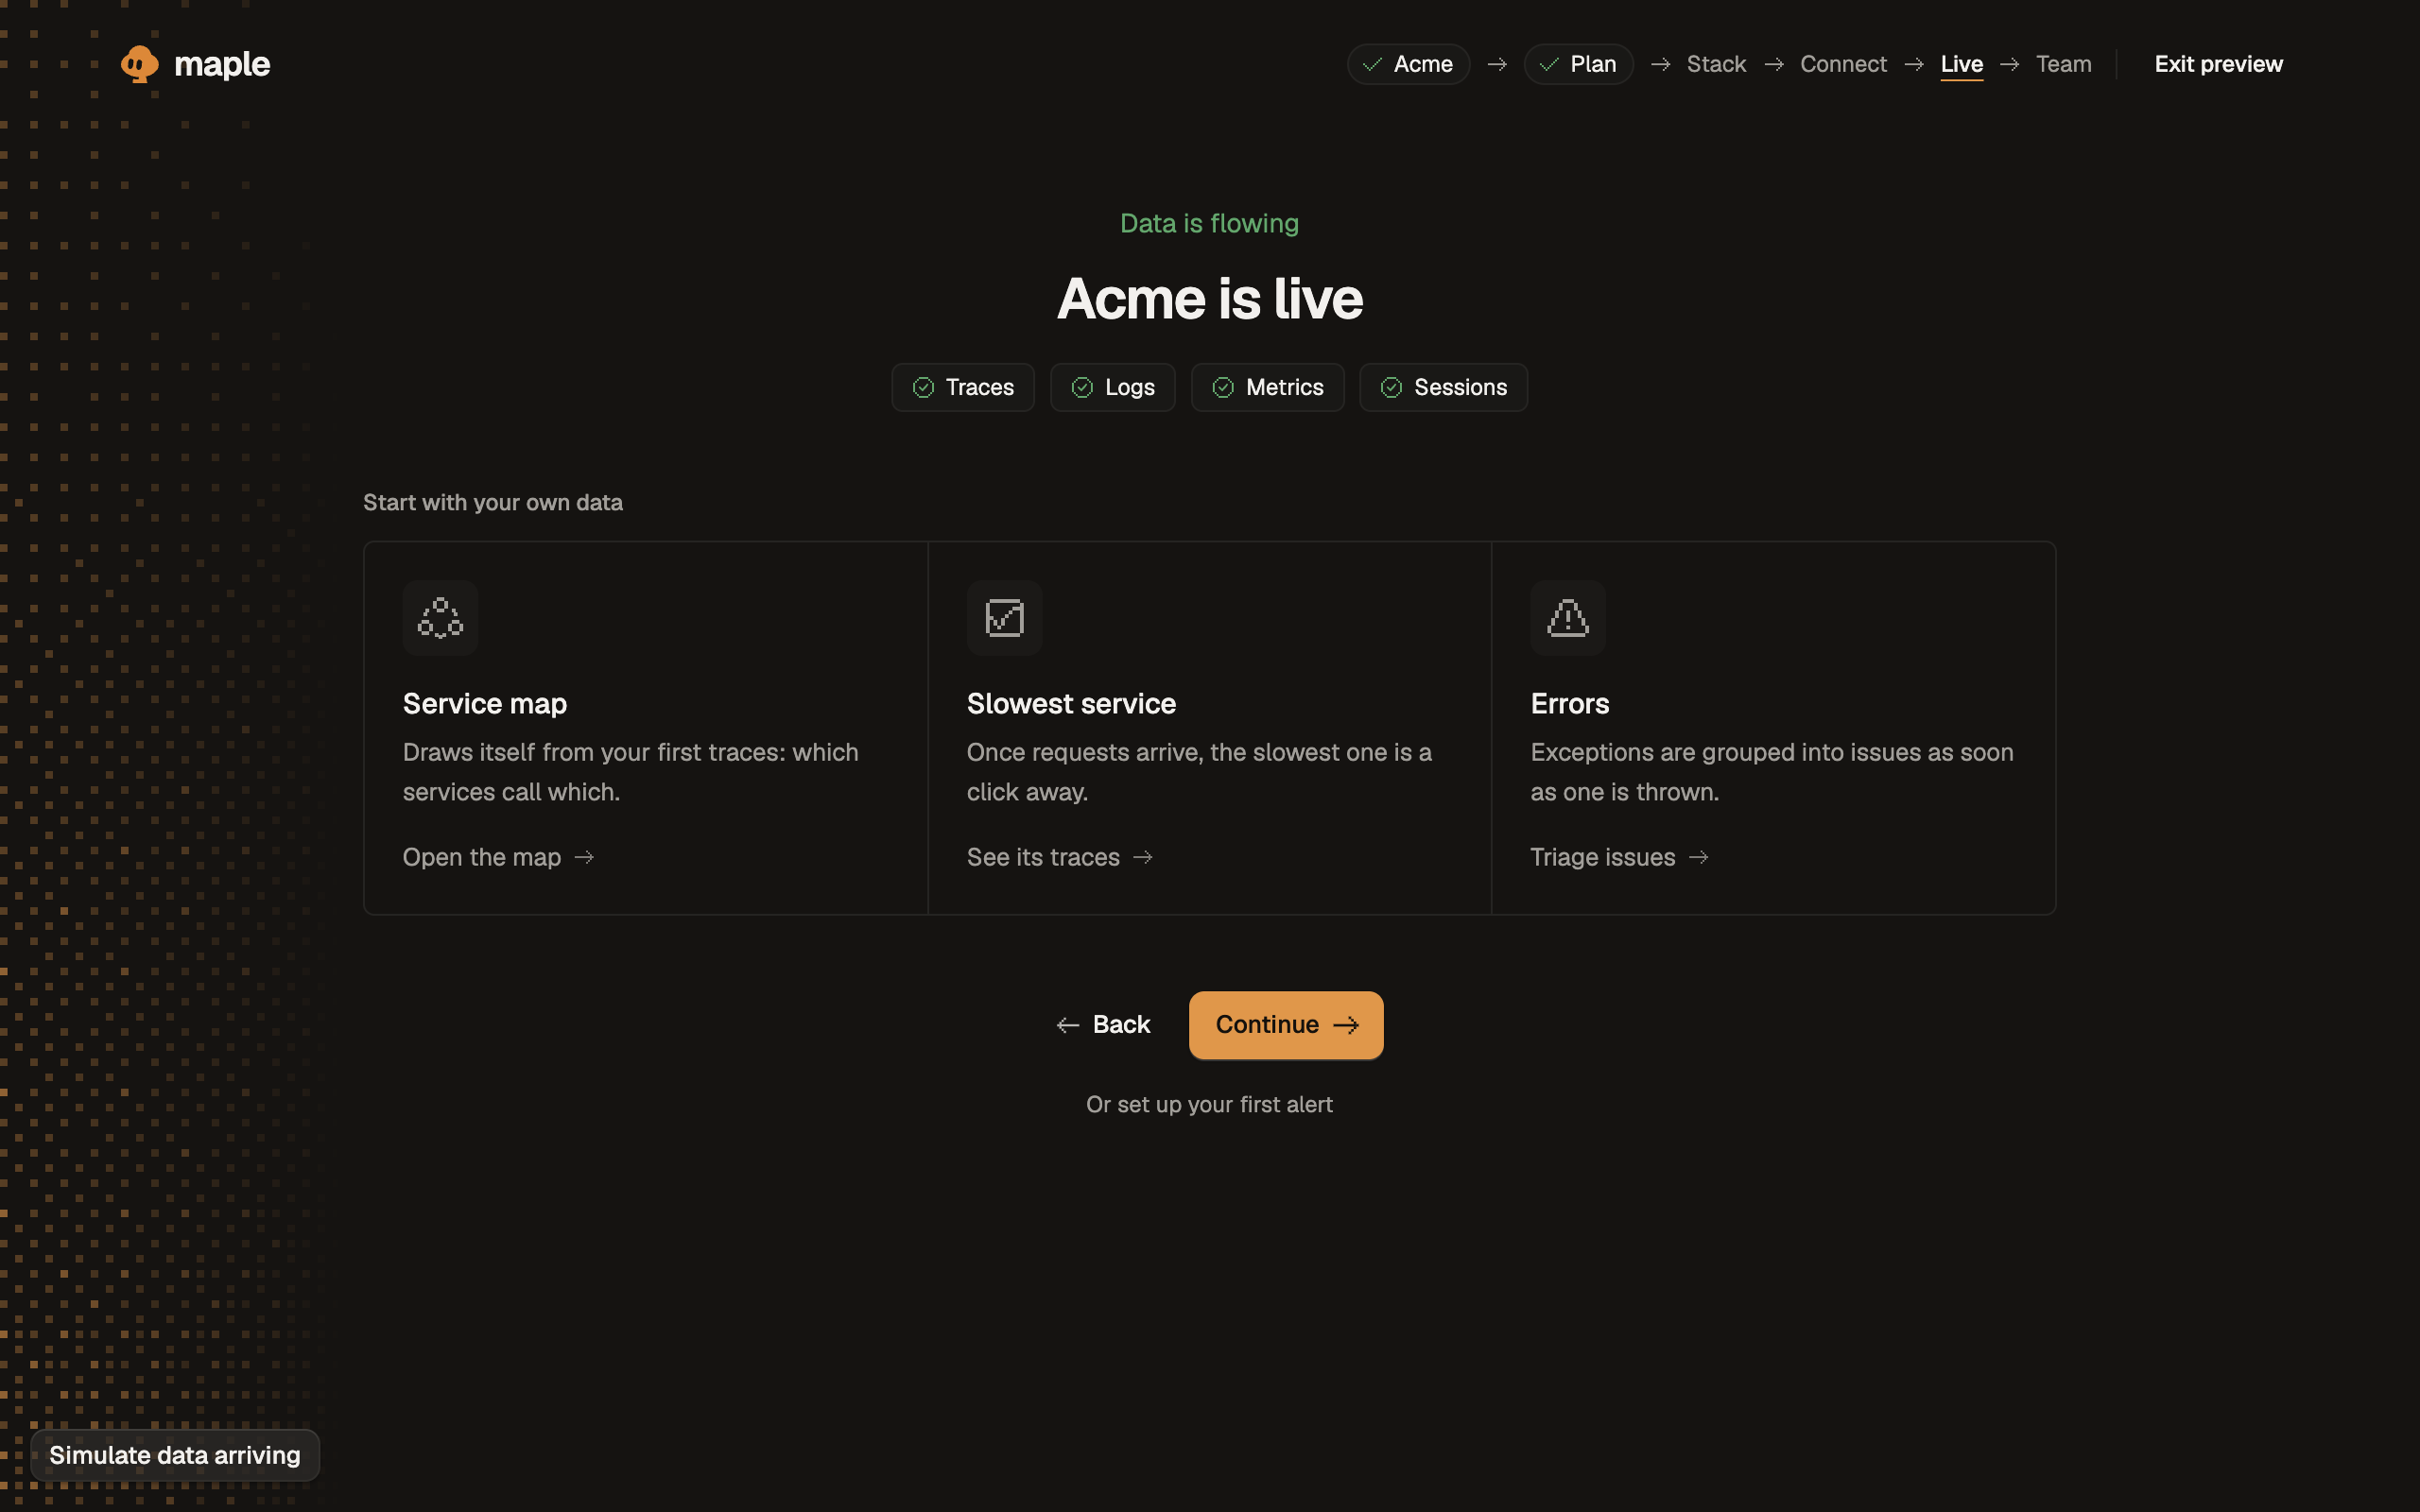 maple
Acme → Plan → Stack → Connect → Live → Team Exit preview
Data is flowing
Acme is live
Traces Logs Metrics Sessions
Start with your own data
Service map
Draws itself from your first traces: which
services call which.
Open the map →
Slowest service
Once requests arrive, the slowest one is a
click away.
See its traces →
Errors
Exceptions are grouped into issues as soon
as one is thrown.
Triage issues →
← Back Continue →
Or set up your first alert
Simulate data arriving